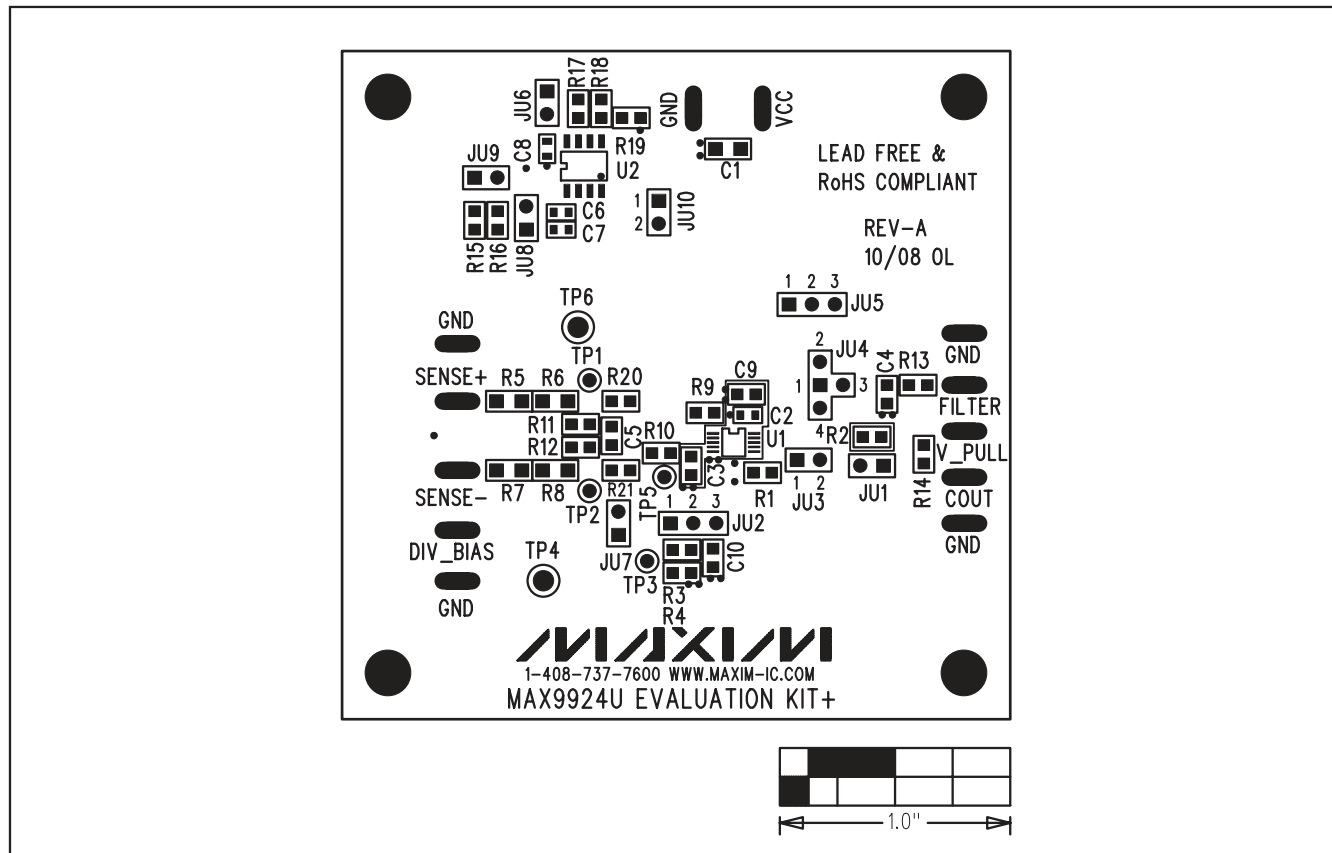 R17
R18
JU6
GND
VCC
R19
C8
JU9
U2
C1
LEAD FREE &
RoHS COMPLIANT
C6
C7
1
2
JU10
R15
R16
JU8
REV-A
10/08 OL
1 2 3
JU5
TP6
GND
TP1
2
JU4
GND
SENSE+
R5
R6
R20
C9
1
3
C4
R13
R9
C2
FILTER
R11
C5
R10
U1
4
R2
R12
V_PULL
C3
SENSE-
R7
R8
R21
TP5
R1
1 2
JU3
JU1
R14
COUT
TP2
1 2 3
JU2
GND
DIV_BIAS
TP4
JU7
C10
TP3
R3
GND
R4
MAXIM
1-408-737-7600 WWW.MAXIM-IC.COM
MAX9924U EVALUATION KIT+
1.0"